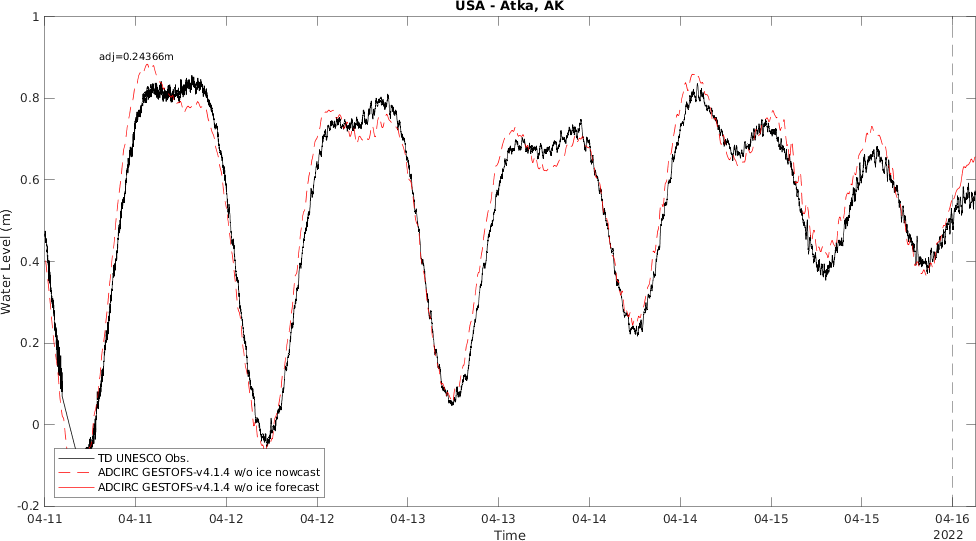 USA - Atka, AK
adj=0.24366m
Water Level (m)
1
0.8
0.6
0.4
0.2
0
-0.2
TD UNESCO Obs.
ADCIRC GESTOFS-v4.1.4 w/o ice nowcast
ADCIRC GESTOFS-v4.1.4 w/o ice forecast
04-11 04-11 04-12 04-12 04-13 04-13 04-14 04-14 04-15 04-15 04-16
Time
2022